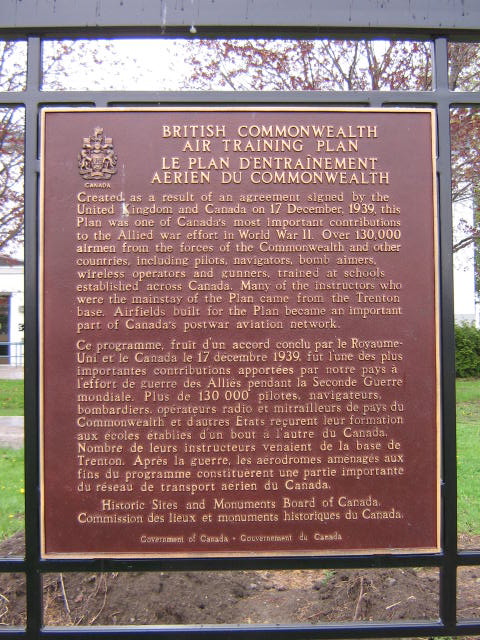 BRITISH COMMONWEALTH
AIR TRAINING PLAN
LE PLAN D'ENTRAÎNEMENT
AÉRIEN DU COMMONWEALTH
CANADA
Created as a result of an agreement signed by the
United Kingdom and Canada on 17 December, 1939, this
Plan was one of Canada's most important contributions
to the Allied war effort in World War II. Over 130,000
airmen from the forces of the Commonwealth and other
countries, including pilots, navigators, bomb aimers,
wireless operators and gunners, trained at schools
established across Canada. Many of the instructors who
were the mainstay of the Plan came from the Trenton
base. Airfields built for the Plan became an important
part of Canada's postwar aviation network.
Ce programme, fruit d'un accord conclu par le Royaume-
Uni et le Canada le 17 décembre 1939, fut l'une des plus
importantes contributions apportées par notre pays à
l'effort de guerre des Alliés pendant la Seconde Guerre
mondiale. Plus de 130 000 pilotes, navigateurs,
bombardiers, opérateurs radio et mitrailleurs de pays du
Commonwealth et d'autres États reçurent leur formation
aux écoles établies d'un bout à l'autre du Canada.
Nombre de leurs instructeurs venaient de la base de
Trenton. Après la guerre, les aérodromes aménagés aux
fins du programme constituèrent une partie importante
du réseau de transport aérien du Canada.
Historic Sites and Monuments Board of Canada.
Commission des lieux et monuments historiques du Canada.
Government of Canada • Gouvernement du Canada